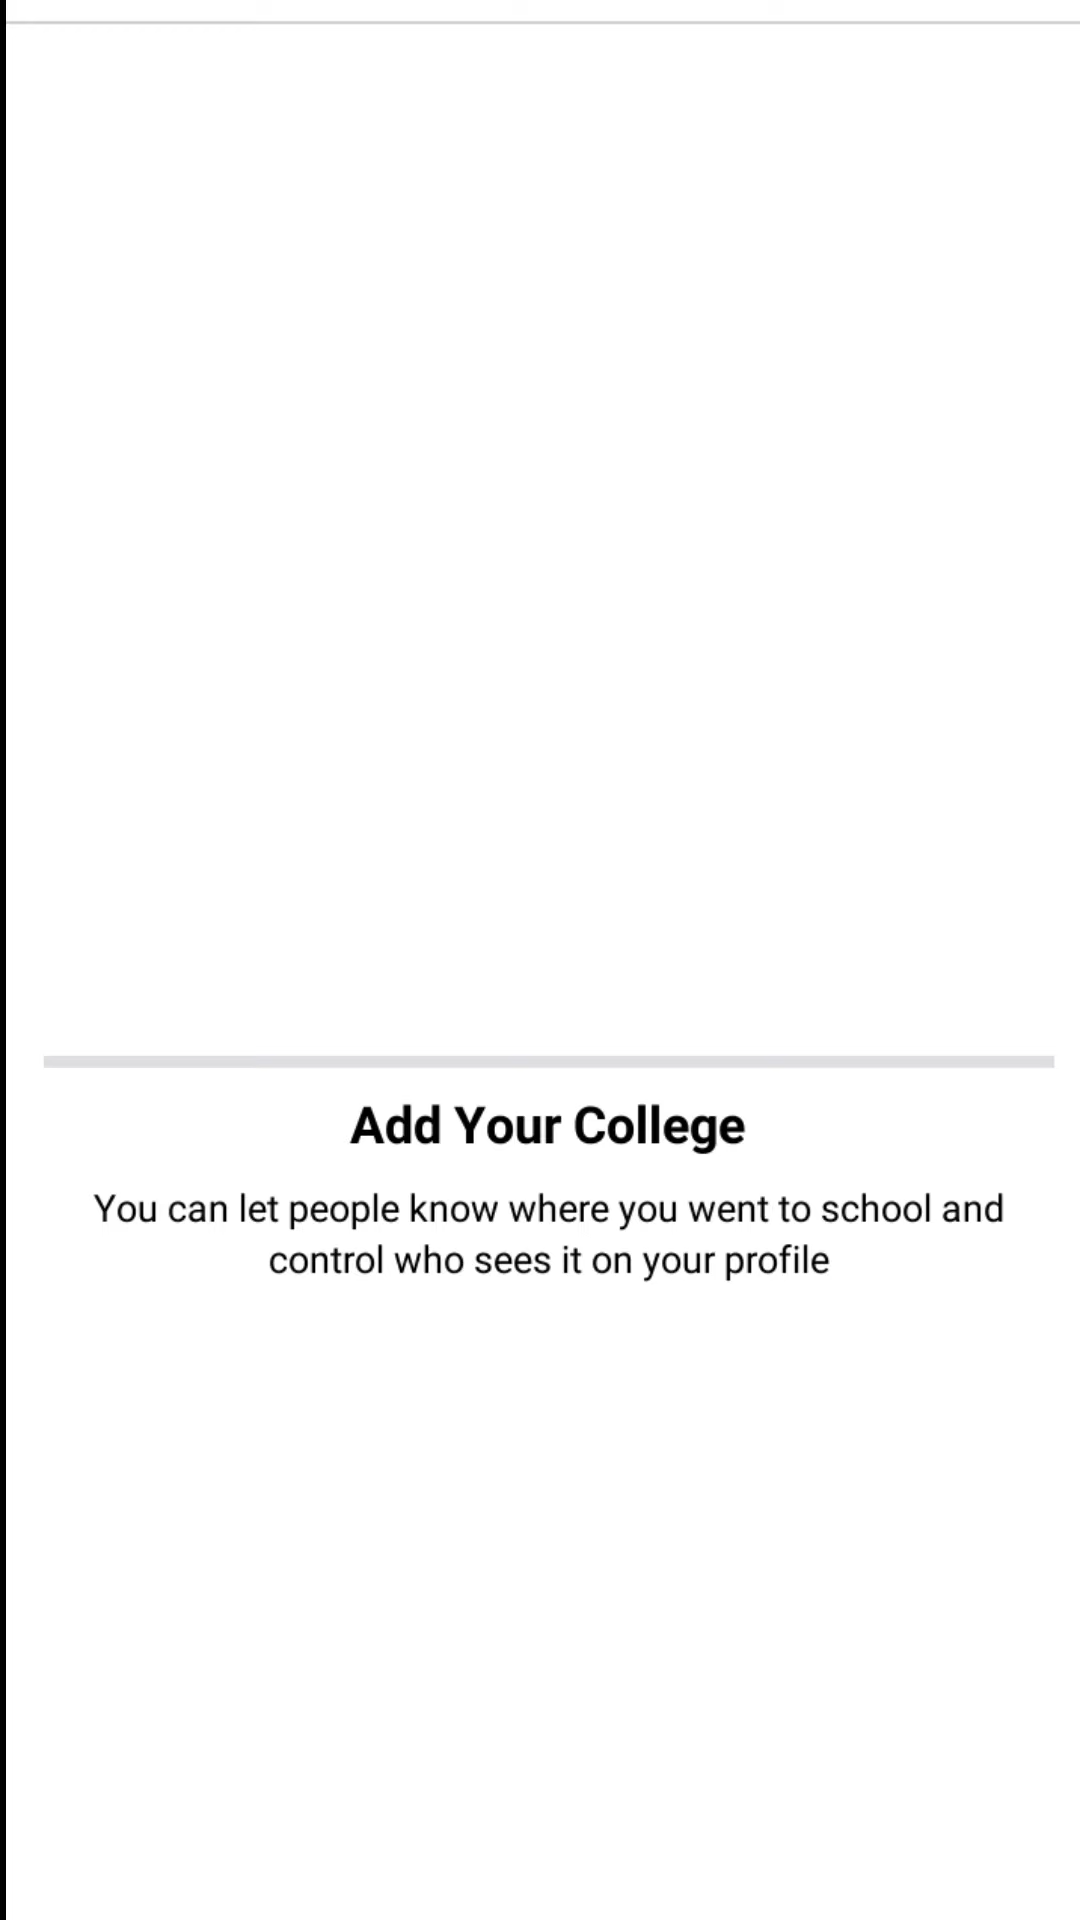 Add Your College
You can let people know where you went to school and
control who sees it on your profile